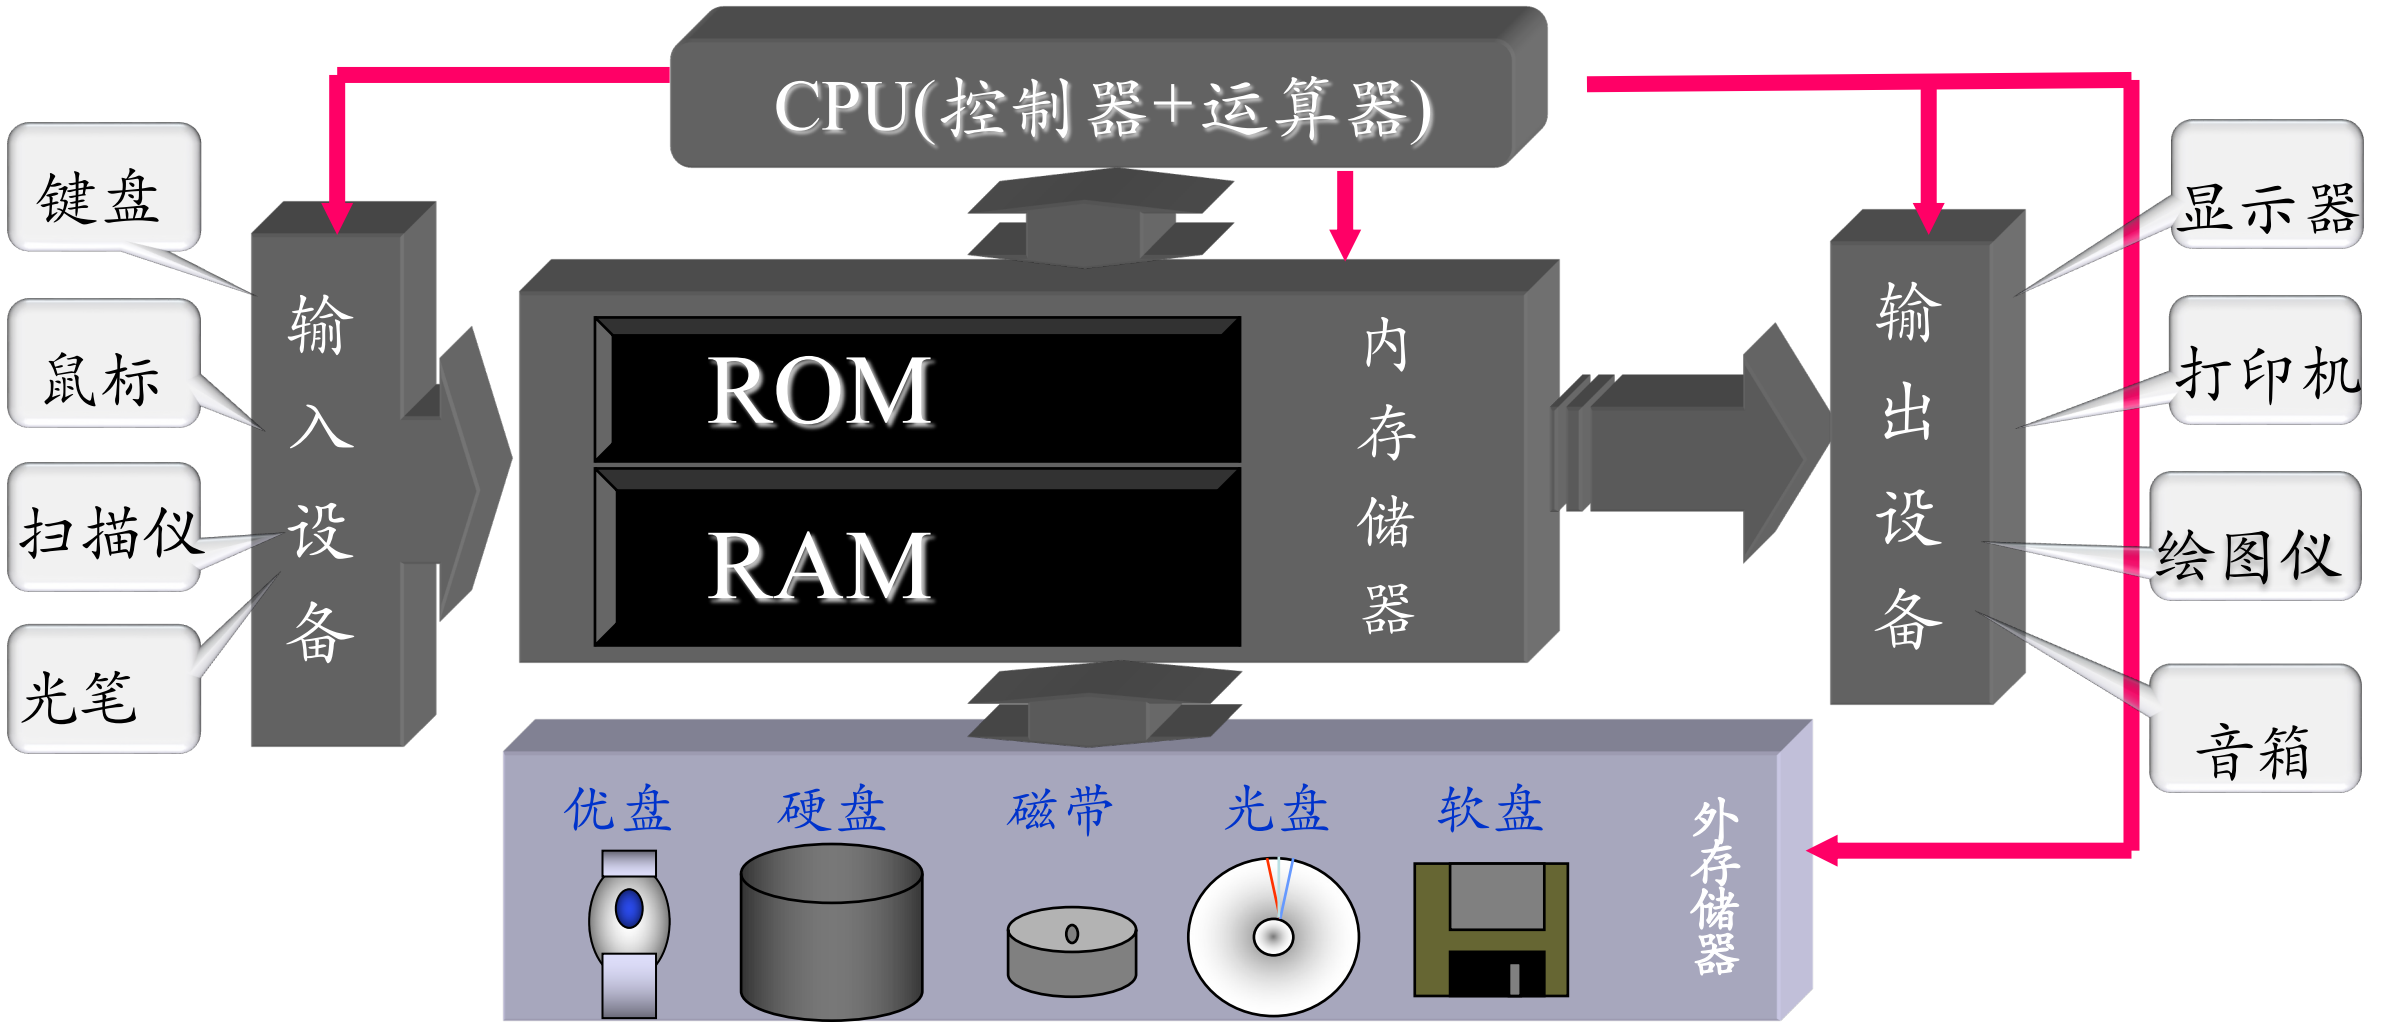 CPU(控制器+运算器)
键盘
鼠标
扫描仪
光笔
输入设备
ROM
RAM
内存储器
输出设备
显示器
打印机
绘图仪
音箱
优盘
硬盘
磁带
光盘
软盘
外存储器